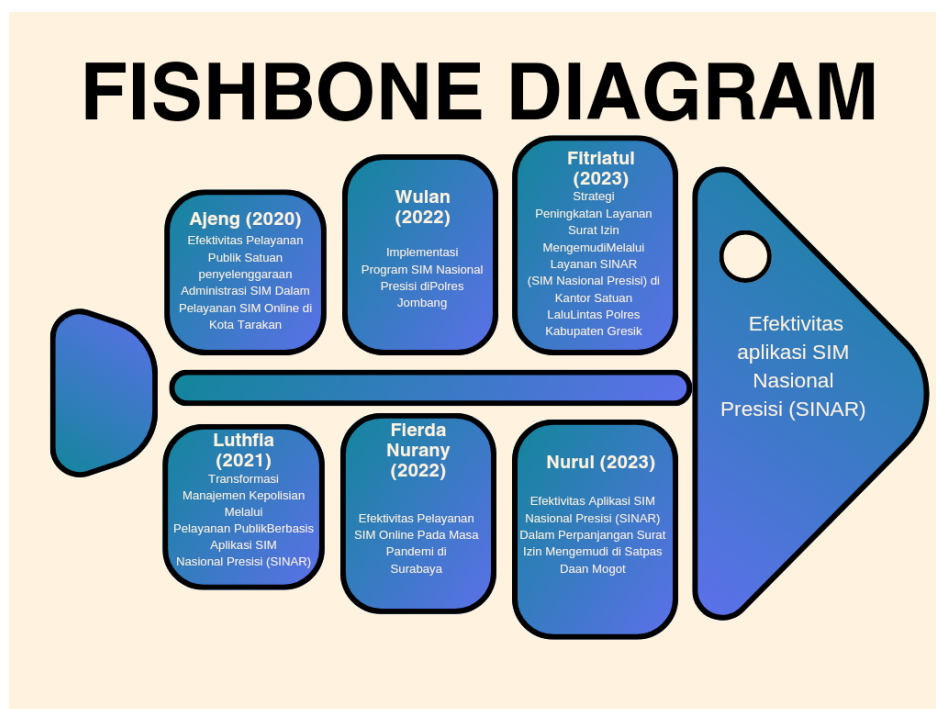 FISHBONE DIAGRAM
Ajeng (2020)
Efektivitas Pelayanan
Publik Satuan
penyelenggaraan
Administrasi SIM Dalam
Pelayanan SIM Online di
Kota Tarakan
Wulan
(2022)
Implementasi
Program SIM Nasional
Presisi diPolres
Jombang
Fitriatul
(2023)
Strategi
Peningkatan Layanan
Surat Izin
MengemudiMelalui
Layanan SINAR
(SIM Nasional Presisi) di
Kantor Satuan
LaluLintas Polres
Kabupaten Gresik
Efektivitas
aplikasi SIM
Nasional
Presisi (SINAR)
Luthfia
(2021)
Transformasi
Manajemen Kepolisian
Melalui
Pelayanan PublikBerbasis
Aplikasi SIM
Nasional Presisi (SINAR)
Fierda
Nurany
(2022)
Efektivitas Pelayanan
SIM Online Pada Masa
Pandemi di
Surabaya
Nurul (2023)
Efektivitas Aplikasi SIM
Nasional Presisi (SINAR)
Dalam Perpanjangan Surat
Izin Mengemudi di Satpas
Daan Mogot